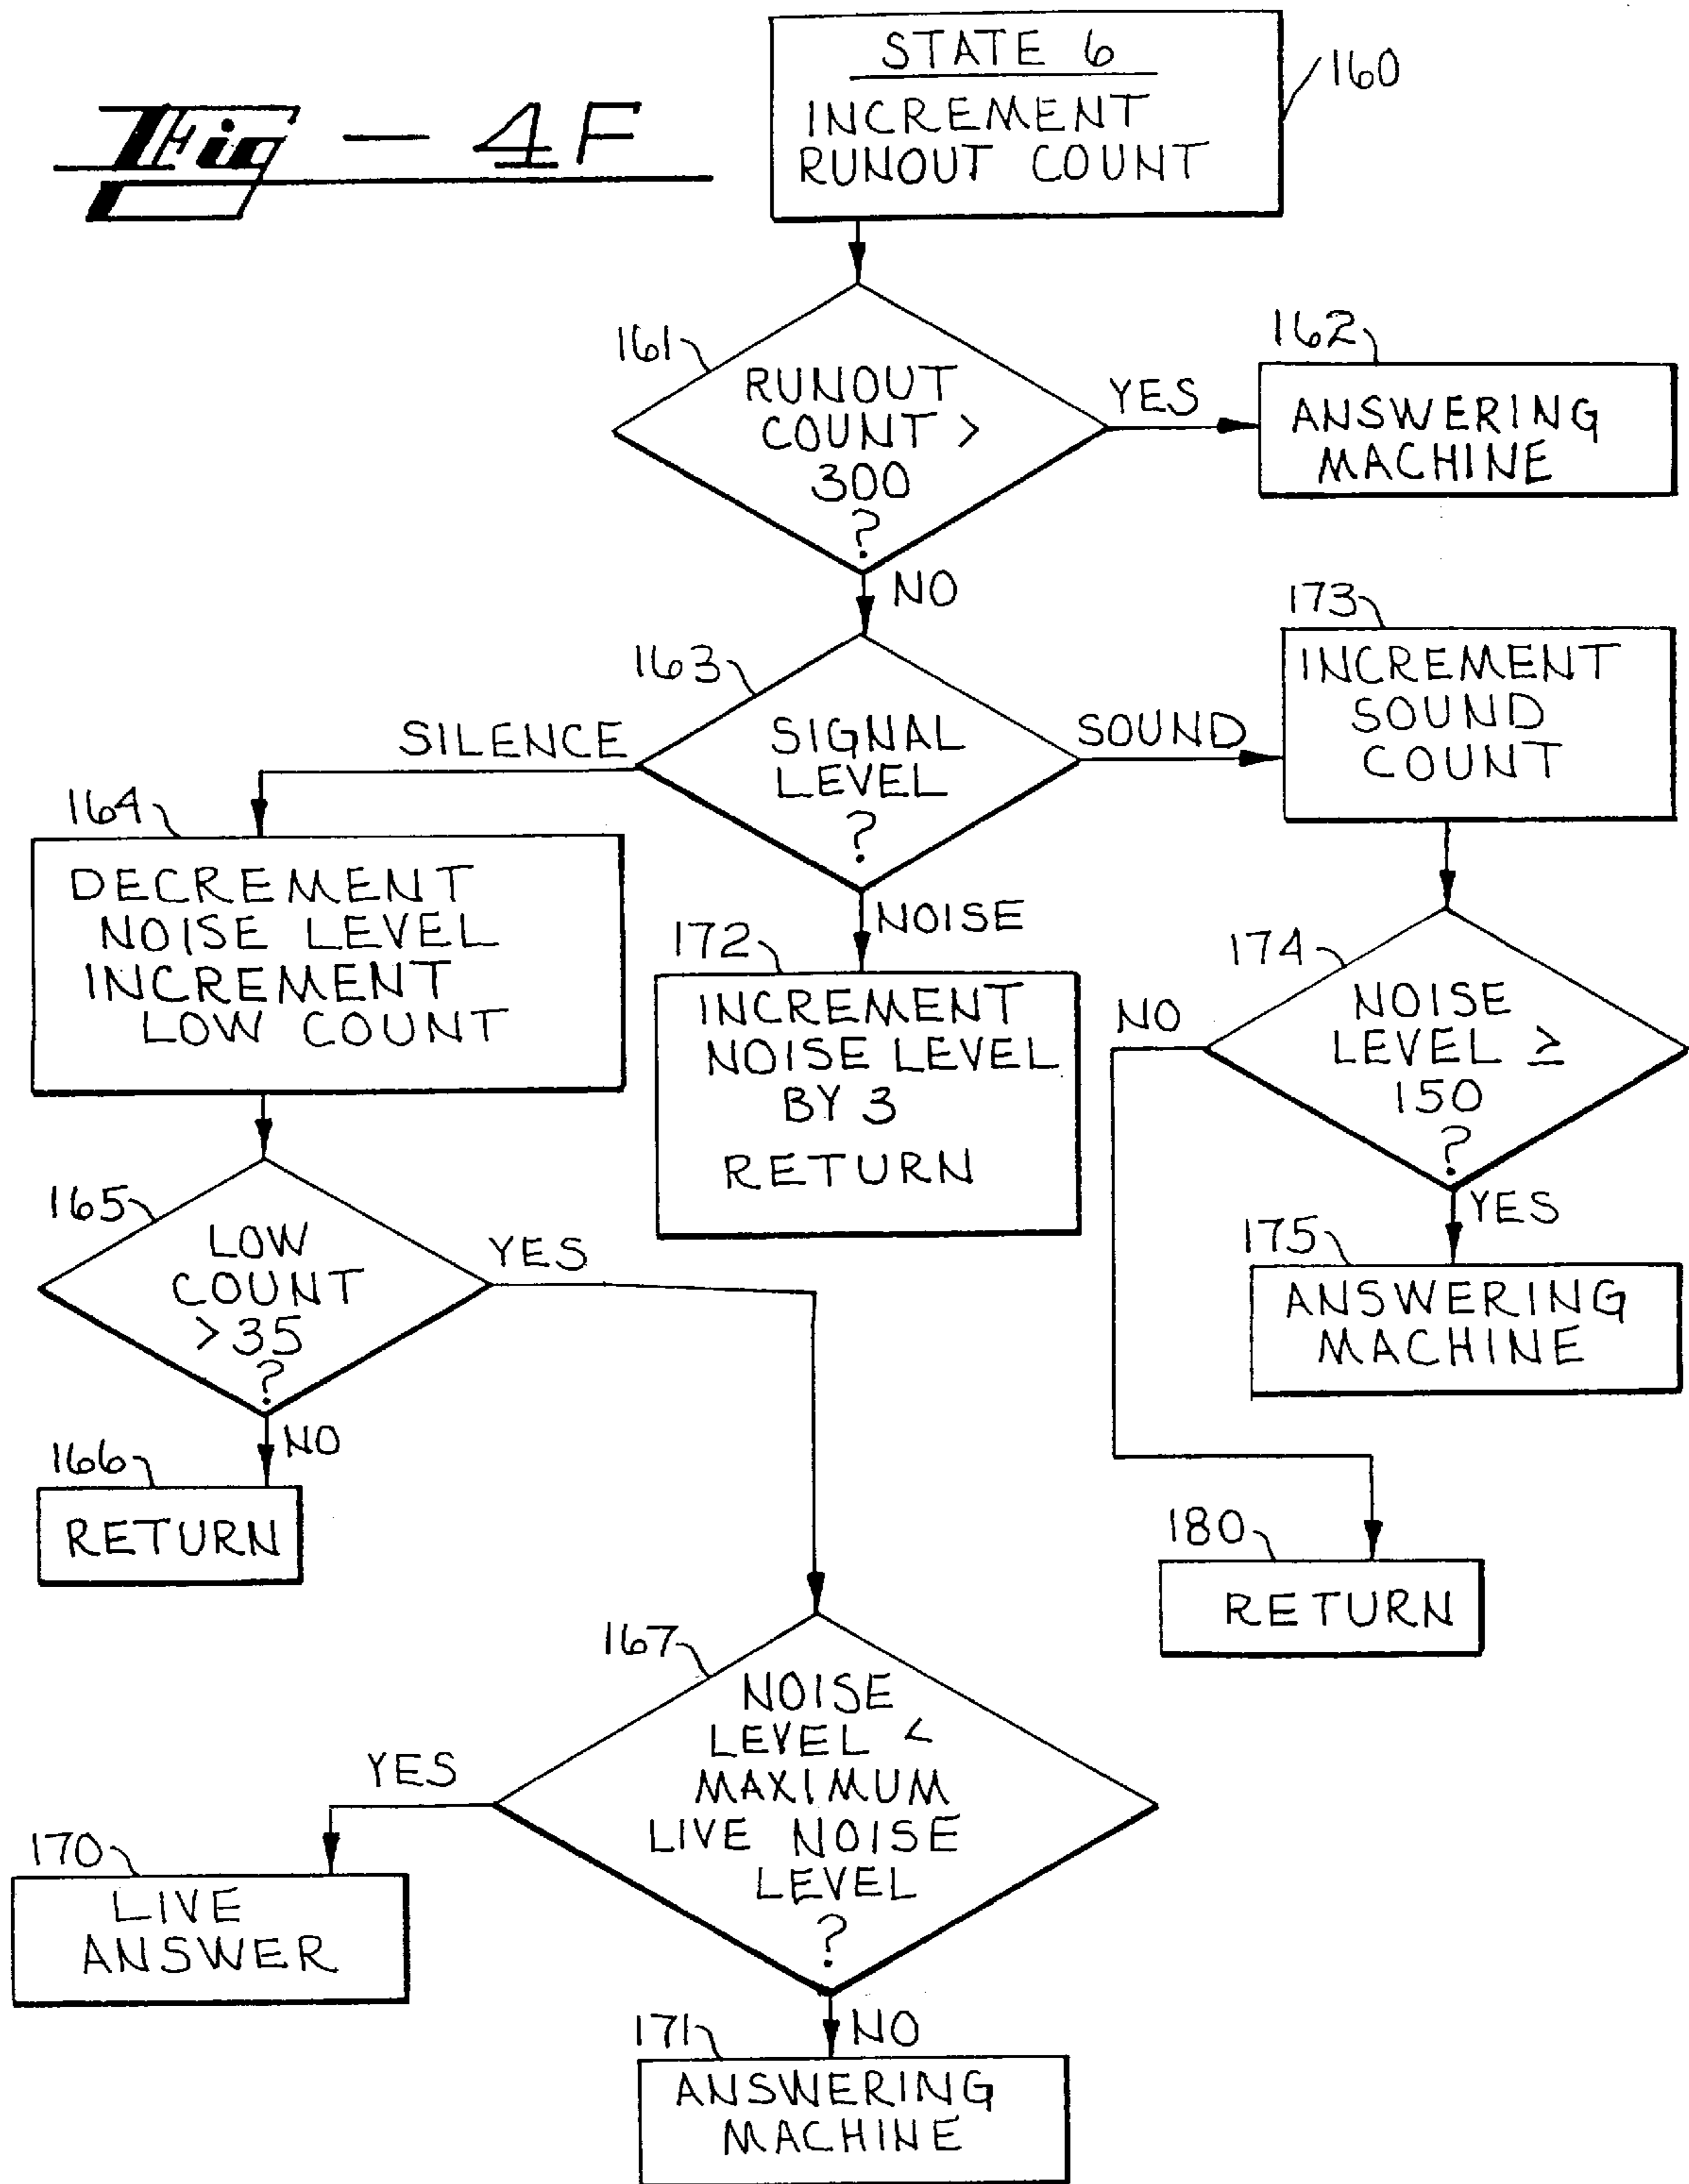 Fig - 4F
STATE 6
INCREMENT
RUNOUT COUNT
160
161
RUNOUT
COUNT >
300
?
YES
162
ANSWERING
MACHINE
NO
163
SIGNAL
LEVEL
?
SILENCE
SOUND
NOISE
173
INCREMENT
SOUND
COUNT
164
DECREMENT
NOISE LEVEL
INCREMENT
LOW COUNT
172
INCREMENT
NOISE LEVEL
BY 3
RETURN
174
NOISE
LEVEL ≥
150
?
NO
YES
175
ANSWERING
MACHINE
165
LOW
COUNT
> 35
?
YES
NO
166
RETURN
180
RETURN
167
NOISE
LEVEL <
MAXIMUM
LIVE NOISE
LEVEL
?
YES
170
LIVE
ANSWER
NO
171
ANSWERING
MACHINE